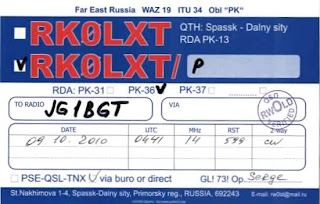 Far East Russia WAZ 19 ITU 34 Obl "PK"
RK0LXT QTH: Spassk - Dalny sity
RDA PK-13
RK0LXT/ P
RDA: PK-31 PK-36 PK-37
TO RADIO JG1BGT VIA
DATE UTC MHz RST 2 way
09 10. 2010 0441 14 599 cw
PSE-QSL-TNX via buro or direct GL! 73! Op. Serge
St.Nakhimova 1-4, Spassk-Dalny city, Primorsky reg., RUSSIA, 692243